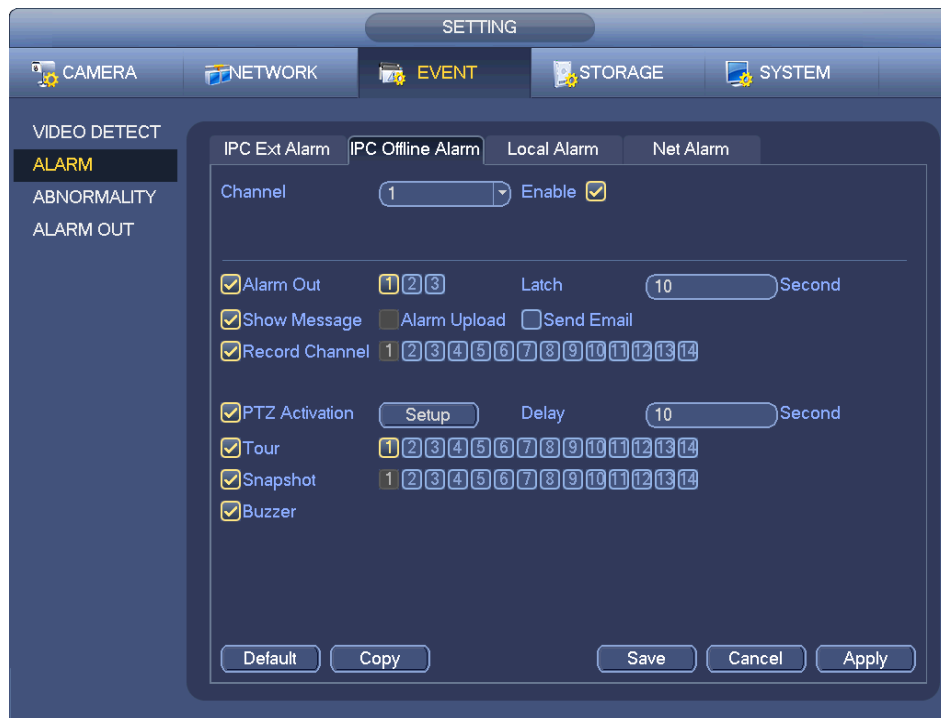 SETTING
CAMERA NETWORK EVENT STORAGE SYSTEM
VIDEO DETECT
ALARM
ABNORMALITY
ALARM OUT
IPC Ext Alarm IPC Offline Alarm Local Alarm Net Alarm
Channel 1 Enable
Alarm Out 1 2 3 Latch 10 Second
Show Message Alarm Upload Send Email
Record Channel 1 2 3 4 5 6 7 8 9 10 11 12 13 14
PTZ Activation Setup Delay 10 Second
Tour 1 2 3 4 5 6 7 8 9 10 11 12 13 14
Snapshot 1 2 3 4 5 6 7 8 9 10 11 12 13 14
Buzzer
Default Copy Save Cancel Apply